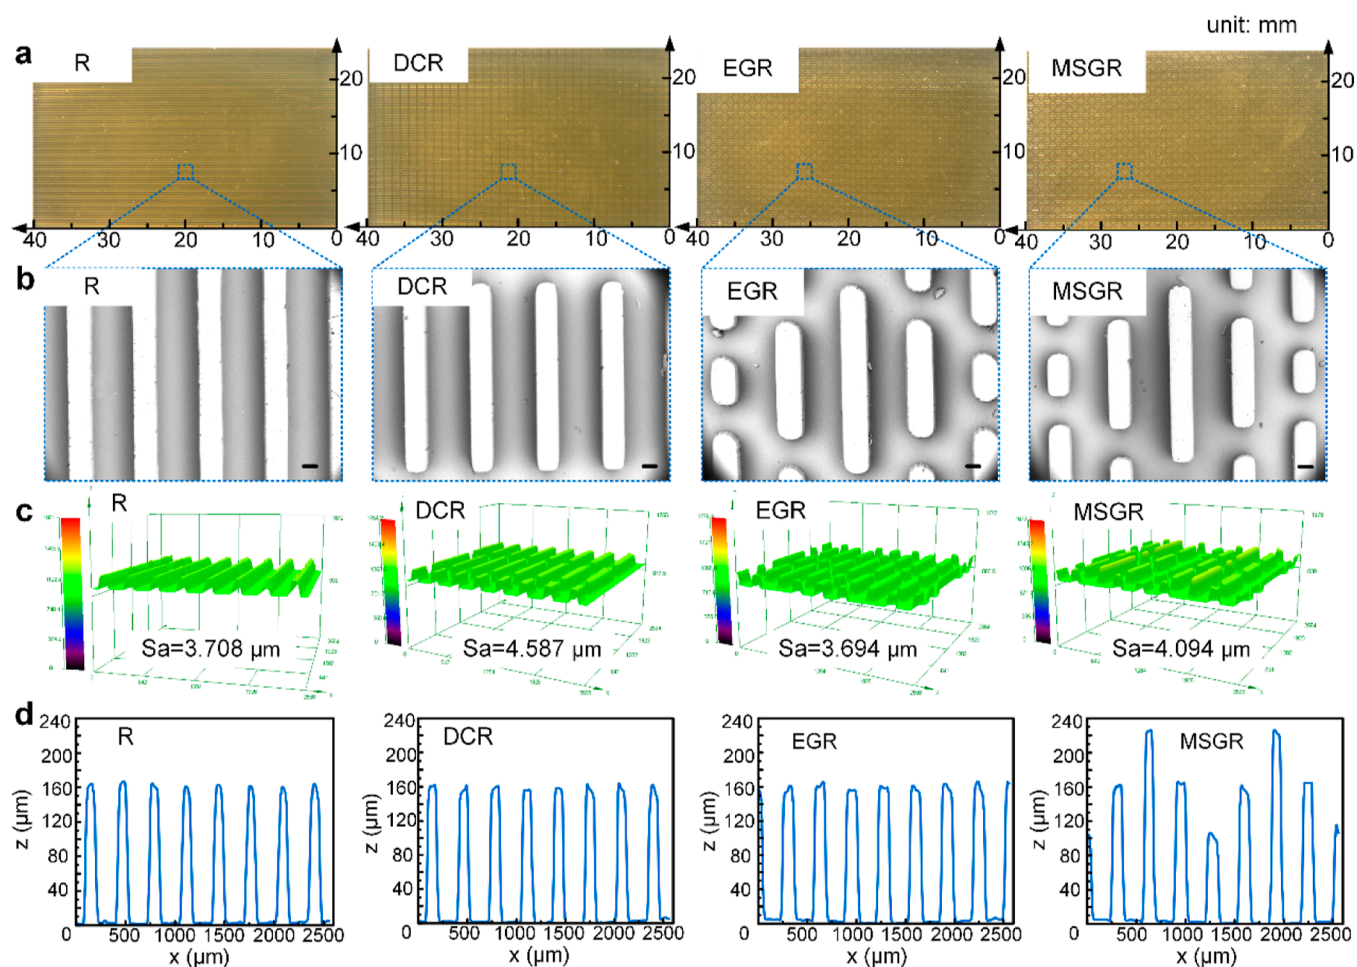 unit: mm
a
R
DCR
EGR
MSGR
20
20
20
20
10
10
10
10
40 30 20 10 0
40 30 20 10 0
40 30 20 10 0
40 30 20 10 0
b
R
DCR
EGR
MSGR
c
R
DCR
EGR
MSGR
Sa=3.708 μm
Sa=4.587 μm
Sa=3.694 μm
Sa=4.094 μm
d
R
DCR
EGR
MSGR
240
200
160
120
80
40
0
z (μm)
500 1000 1500 2000 2500
x (μm)
240
200
160
120
80
40
0
z (μm)
500 1000 1500 2000 2500
x (μm)
240
200
160
120
80
40
0
z (μm)
500 1000 1500 2000 2500
x (μm)
240
200
160
120
80
40
0
z (μm)
500 1000 1500 2000 2500
x (μm)